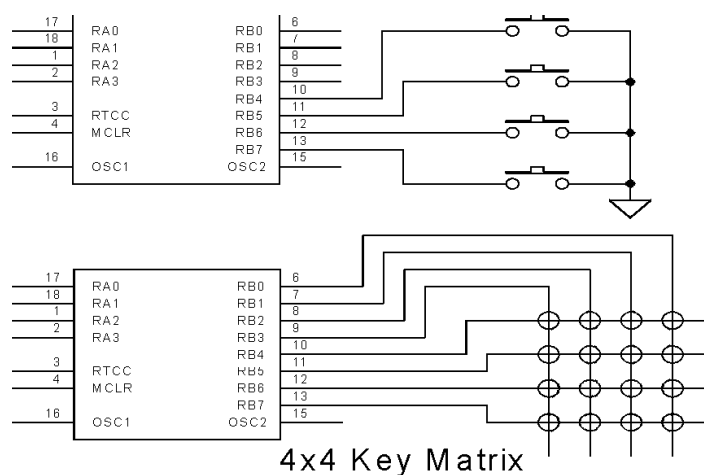 17 RA0 RB0 6
18 RA1 RB1 7
1 RA2 RB2 8
2 RA3 RB3 9
RB4 10
3 RTCC RB5 11
4 MCLR RB6 12
RB7 13
16 OSC1 OSC2 15
17 RA0 RB0 6
18 RA1 RB1 7
1 RA2 RB2 8
2 RA3 RB3 9
RB4 10
3 RTCC RB5 11
4 MCLR RB6 12
RB7 13
16 OSC1 OSC2 15
4x4 Key Matrix